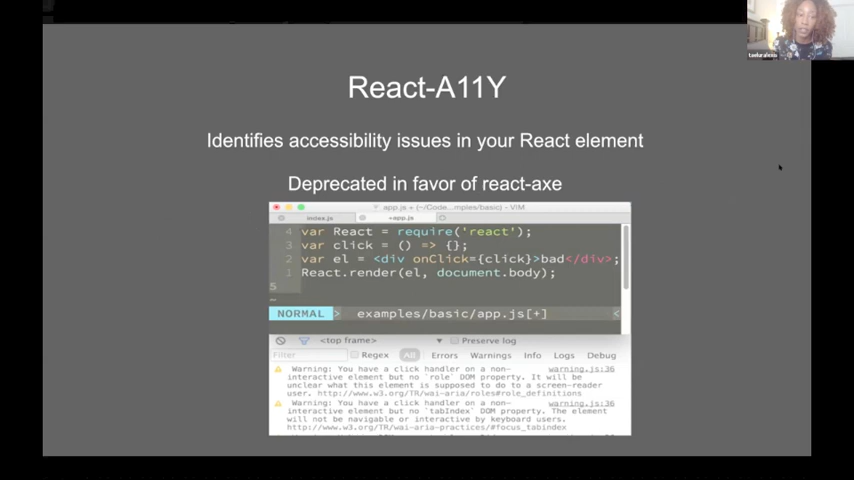 React-A11Y
Identifies accessibility issues in your React element
Deprecated in favor of react-axe
app.js + (~/Code...mples/basic) - VIM
index.js
+app.js
4 var React = require('react');
3 var click = () => {};
2 var el = <div onClick={click}>bad</div>;
1 React.render(el, document.body);
5
NORMAL > examples/basic/app.js[+] <
<top frame> ▼ Preserve log
Filter Regex All Errors Warnings Info Logs Debug
Warning: You have a click handler on a non- warning.js:36
interactive element but no `role` DOM property. It will be
unclear what this element is supposed to do to a screen-reader
user. http://www.w3.org/TR/wai-aria/roles#role_definitions
Warning: You have a click handler on a non- warning.js:36
interactive element but no `tabIndex` DOM property. The element
will not be navigable or interactive by keyboard users.
http://www.w3.org/TR/wai-aria-practices/#focus_tabindex